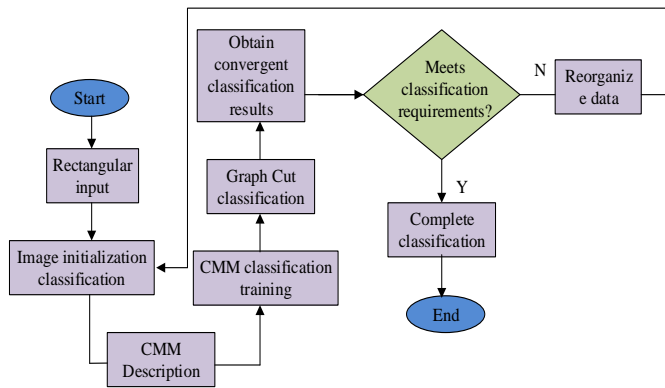 Start
Rectangular
input
Image initialization
classification
CMM
Description
CMM classification
training
Graph Cut
classification
Obtain
convergent
classification
results
Meets
classification
requirements?
N
Reorganiz
e data
Y
Complete
classification
End